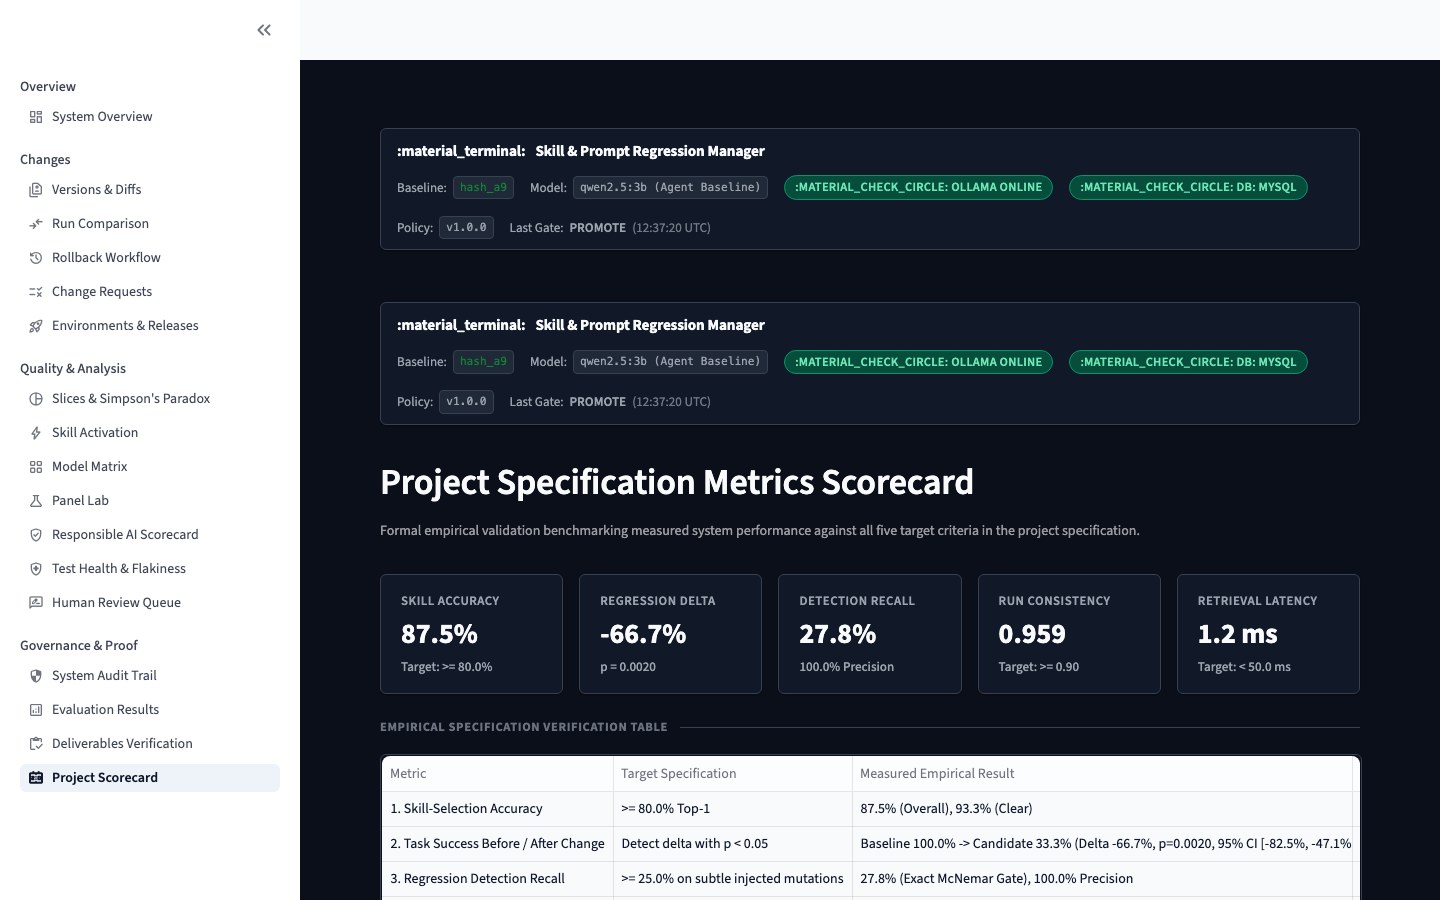 Overview
System Overview
Changes
Versions & Diffs
Run Comparison
Rollback Workflow
Change Requests
Environments & Releases
Quality & Analysis
Slices & Simpson's Paradox
Skill Activation
Model Matrix
Panel Lab
Responsible AI Scorecard
Test Health & Flakiness
Human Review Queue
Governance & Proof
System Audit Trail
Evaluation Results
Deliverables Verification
Project Scorecard
:material_terminal: Skill & Prompt Regression Manager
Baseline: hash_a9 Model: qwen2.5:3b (Agent Baseline) :MATERIAL_CHECK_CIRCLE: OLLAMA ONLINE :MATERIAL_CHECK_CIRCLE: DB: MYSQL
Policy: v1.0.0 Last Gate: PROMOTE (12:37:20 UTC)
:material_terminal: Skill & Prompt Regression Manager
Baseline: hash_a9 Model: qwen2.5:3b (Agent Baseline) :MATERIAL_CHECK_CIRCLE: OLLAMA ONLINE :MATERIAL_CHECK_CIRCLE: DB: MYSQL
Policy: v1.0.0 Last Gate: PROMOTE (12:37:20 UTC)
Project Specification Metrics Scorecard
Formal empirical validation benchmarking measured system performance against all five target criteria in the project specification.
SKILL ACCURACY
87.5%
Target: >= 80.0%
REGRESSION DELTA
-66.7%
p = 0.0020
DETECTION RECALL
27.8%
100.0% Precision
RUN CONSISTENCY
0.959
Target: >= 0.90
RETRIEVAL LATENCY
1.2 ms
Target: < 50.0 ms
EMPIRICAL SPECIFICATION VERIFICATION TABLE
Metric Target Specification Measured Empirical Result
1. Skill-Selection Accuracy >= 80.0% Top-1 87.5% (Overall), 93.3% (Clear)
2. Task Success Before / After Change Detect delta with p < 0.05 Baseline 100.0% -> Candidate 33.3% (Delta -66.7%, p=0.0020, 95% CI [-82.5%, -47.1%
3. Regression Detection Recall >= 25.0% on subtle injected mutations 27.8% (Exact McNemar Gate), 100.0% Precision